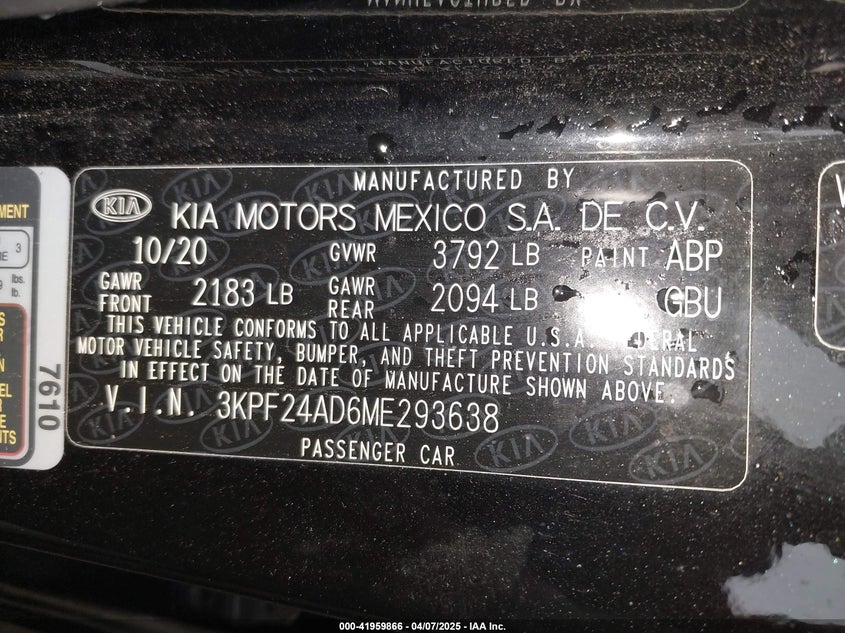 MANUFACTURED BY
KIA KIA MOTORS MEXICO S.A. DE C.V.
10/20 GVWR 3792 LB PAINT ABP
GAWR FRONT 2183 LB GAWR REAR 2094 LB GBU
THIS VEHICLE CONFORMS TO ALL APPLICABLE U.S.A. FEDERAL
MOTOR VEHICLE SAFETY, BUMPER, AND THEFT PREVENTION STANDARDS
IN EFFECT ON THE DATE OF MANUFACTURE SHOWN ABOVE.
V.I.N. 3KPF24AD6ME293638
PASSENGER CAR
7610
000-41959866 - 04/07/2025 - IAA Inc.